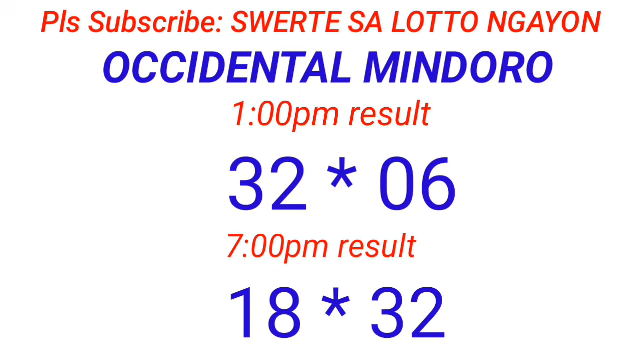 Pls Subscribe: SWERTE SA LOTTO NGAYON
OCCIDENTAL MINDORO
1:00pm result
32 * 06
7:00pm result
18 * 32